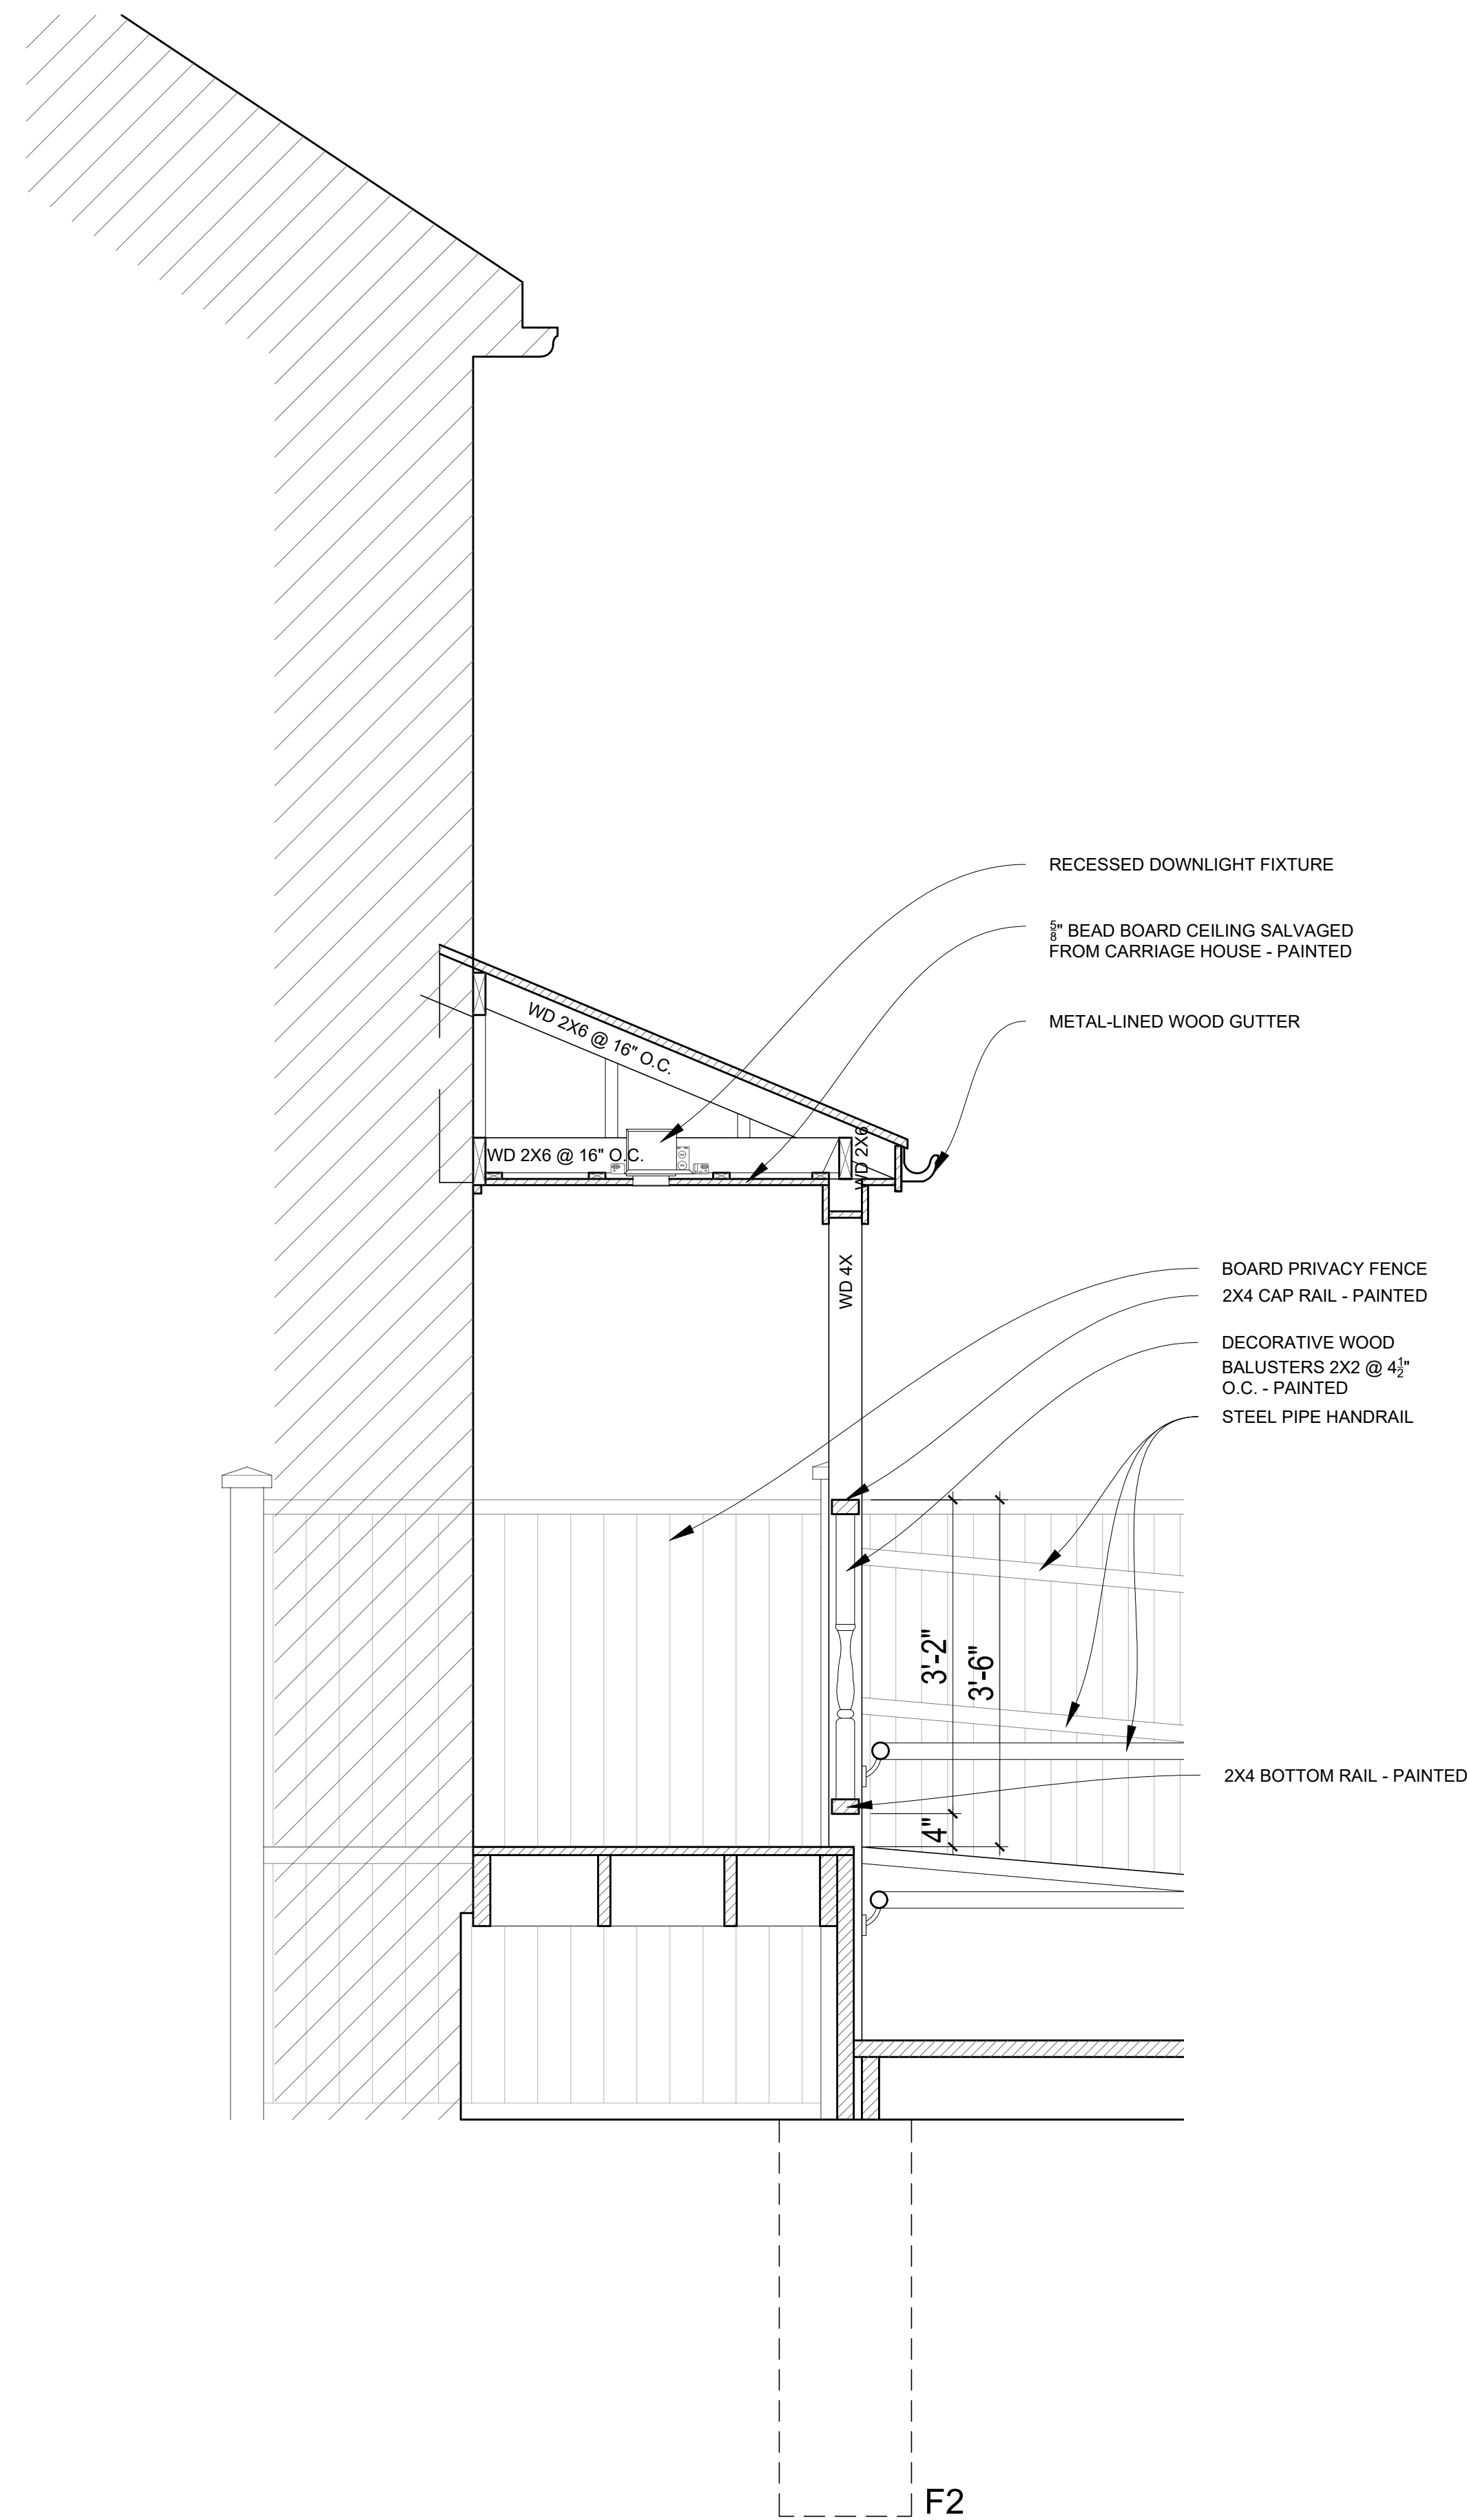 RECESSED DOWNLIGHT FIXTURE
5/8" BEAD BOARD CEILING SALVAGED
FROM CARRIAGE HOUSE - PAINTED
METAL-LINED WOOD GUTTER
WD 2X6 @ 16" O.C.
WD 2X6 @ 16" O.C.
WD 2X6
WD 4X
BOARD PRIVACY FENCE
2X4 CAP RAIL - PAINTED
DECORATIVE WOOD
BALUSTERS 2X2 @ 4 1/2"
O.C. - PAINTED
STEEL PIPE HANDRAIL
3'-2"
3'-6"
2X4 BOTTOM RAIL - PAINTED
4"
F2